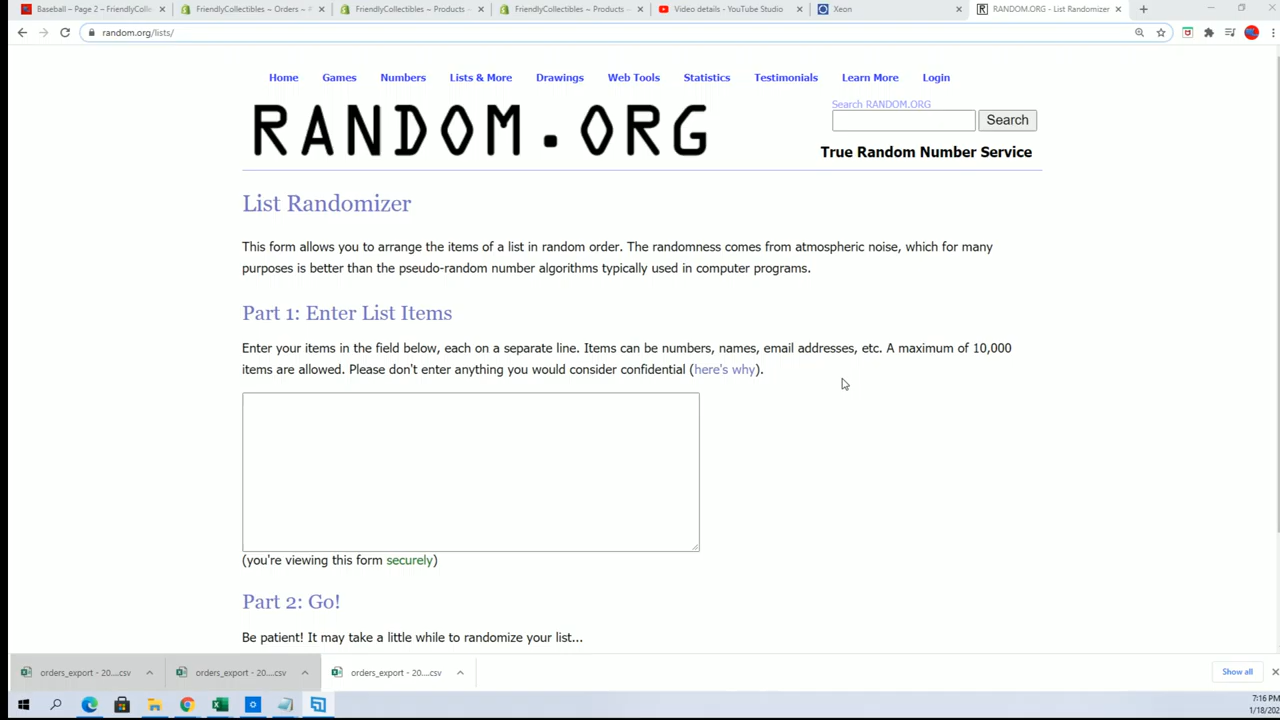 Baseball – Page 2 – FriendlyColle
FriendlyCollectibles ~ Orders ~ #
FriendlyCollectibles ~ Products ~
FriendlyCollectibles ~ Products ~
Video details - YouTube Studio
Xeon
RANDOM.ORG - List Randomizer
random.org/lists/
Home Games Numbers Lists & More Drawings Web Tools Statistics Testimonials Learn More Login
RANDOM.ORG
Search RANDOM.ORG
Search
True Random Number Service
List Randomizer
This form allows you to arrange the items of a list in random order. The randomness comes from atmospheric noise, which for many
purposes is better than the pseudo-random number algorithms typically used in computer programs.
Part 1: Enter List Items
Enter your items in the field below, each on a separate line. Items can be numbers, names, email addresses, etc. A maximum of 10,000
items are allowed. Please don't enter anything you would consider confidential (here's why).
(you're viewing this form securely)
Part 2: Go!
Be patient! It may take a little while to randomize your list...
orders_export - 20....csv
orders_export - 20....csv
orders_export - 20....csv
Show all
7:16 PM
1/18/202